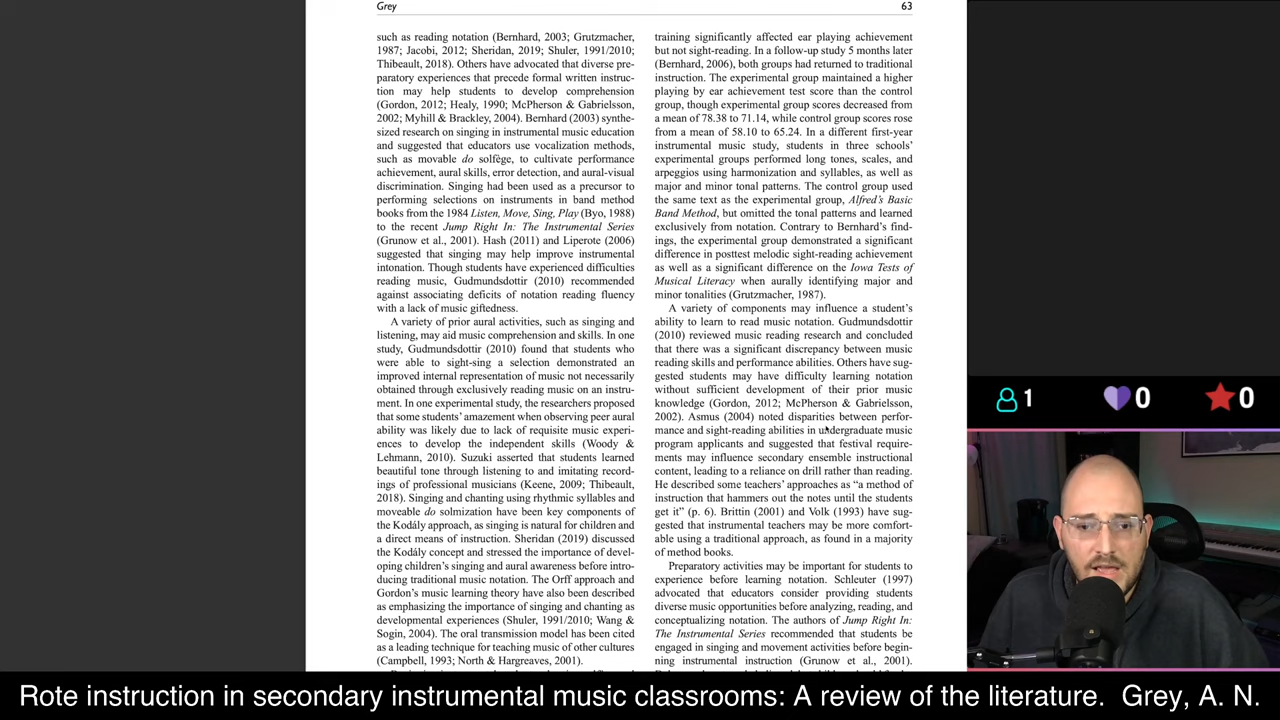 Grey
63
such as reading notation (Bernhard, 2003; Grutzmacher,
1987; Jacobi, 2012; Sheridan, 2019; Shuler, 1991/2010;
Thibeault, 2018). Others have advocated that diverse pre-
paratory experiences that precede formal written instruc-
tion may help students to develop comprehension
(Gordon, 2012; Healy, 1990; McPherson & Gabrielsson,
2002; Myhill & Brackley, 2004). Bernhard (2003) synthe-
sized research on singing in instrumental music education
and suggested that educators use vocalization methods,
such as movable do solfège, to cultivate performance
achievement, aural skills, error detection, and aural-visual
discrimination. Singing had been used as a precursor to
performing selections on instruments in band method
books from the 1984 Listen, Move, Sing, Play (Byo, 1988)
to the recent Jump Right In: The Instrumental Series
(Grunow et al., 2001). Hash (2011) and Liperote (2006)
suggested that singing may help improve instrumental
intonation. Though students have experienced difficulties
reading music, Gudmundsdottir (2010) recommended
against associating deficits of notation reading fluency
with a lack of music giftedness.
A variety of prior aural activities, such as singing and
listening, may aid music comprehension and skills. In one
study, Gudmundsdottir (2010) found that students who
were able to sight-sing a selection demonstrated an
improved internal representation of music not necessarily
obtained through exclusively reading music on an instru-
ment. In one experimental study, the researchers proposed
that some students' amazement when observing peer aural
ability was likely due to lack of requisite music experi-
ences to develop the independent skills (Woody &
Lehmann, 2010). Suzuki asserted that students learned
beautiful tone through listening to and imitating record-
ings of professional musicians (Keene, 2009; Thibeault,
2018). Singing and chanting using rhythmic syllables and
moveable do solmization have been key components of
the Kodály approach, as singing is natural for children and
a direct means of instruction. Sheridan (2019) discussed
the Kodály concept and stressed the importance of devel-
oping children's singing and aural awareness before intro-
ducing traditional music notation. The Orff approach and
Gordon's music learning theory have also been described
as emphasizing the importance of singing and chanting as
developmental experiences (Shuler, 1991/2010; Wang &
Sogin, 2004). The oral transmission model has been cited
as a leading technique for teaching music of other cultures
(Campbell, 1993; North & Hargreaves, 2001).
training significantly affected ear playing achievement
but not sight-reading. In a follow-up study 5 months later
(Bernhard, 2006), both groups had returned to traditional
instruction. The experimental group maintained a higher
playing by ear achievement test score than the control
group, though experimental group scores decreased from
a mean of 78.38 to 71.14, while control group scores rose
from a mean of 58.10 to 65.24. In a different first-year
instrumental music study, students in three schools'
experimental groups performed long tones, scales, and
arpeggios using harmonization and syllables, as well as
major and minor tonal patterns. The control group used
the same text as the experimental group, Alfred's Basic
Band Method, but omitted the tonal patterns and learned
exclusively from notation. Contrary to Bernhard's find-
ings, the experimental group demonstrated a significant
difference in posttest melodic sight-reading achievement
as well as a significant difference on the Iowa Tests of
Musical Literacy when aurally identifying major and
minor tonalities (Grutzmacher, 1987).
A variety of components may influence a student's
ability to learn to read music notation. Gudmundsdottir
(2010) reviewed music reading research and concluded
that there was a significant discrepancy between music
reading skills and performance abilities. Others have sug-
gested students may have difficulty learning notation
without sufficient development of their prior music
knowledge (Gordon, 2012; McPherson & Gabrielsson,
2002). Asmus (2004) noted disparities between perfor-
mance and sight-reading abilities in undergraduate music
program applicants and suggested that festival require-
ments may influence secondary ensemble instructional
content, leading to a reliance on drill rather than reading.
He described some teachers' approaches as “a method of
instruction that hammers out the notes until the students
get it” (p. 6). Brittin (2001) and Volk (1993) have sug-
gested that instrumental teachers may be more comfort-
able using a traditional approach, as found in a majority
of method books.
Preparatory activities may be important for students to
experience before learning notation. Schleuter (1997)
advocated that educators consider providing students
diverse music opportunities before analyzing, reading, and
conceptualizing notation. The authors of Jump Right In:
The Instrumental Series recommended that students be
engaged in singing and movement activities before begin-
ning instrumental instruction (Grunow et al., 2001).
1
0
0
Rote instruction in secondary instrumental music classrooms: A review of the literature. Grey, A. N.